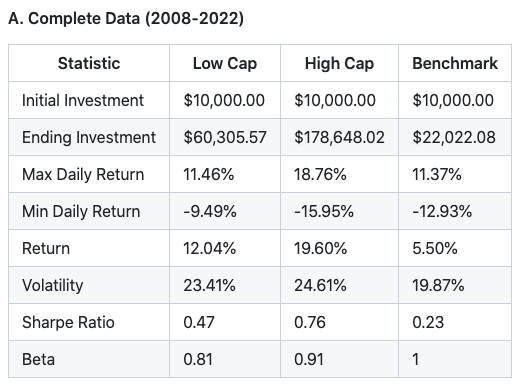 A. Complete Data (2008-2022)
Statistic Low Cap High Cap Benchmark
Initial Investment $10,000.00 $10,000.00 $10,000.00
Ending Investment $60,305.57 $178,648.02 $22,022.08
Max Daily Return 11.46% 18.76% 11.37%
Min Daily Return -9.49% -15.95% -12.93%
Return 12.04% 19.60% 5.50%
Volatility 23.41% 24.61% 19.87%
Sharpe Ratio 0.47 0.76 0.23
Beta 0.81 0.91 1